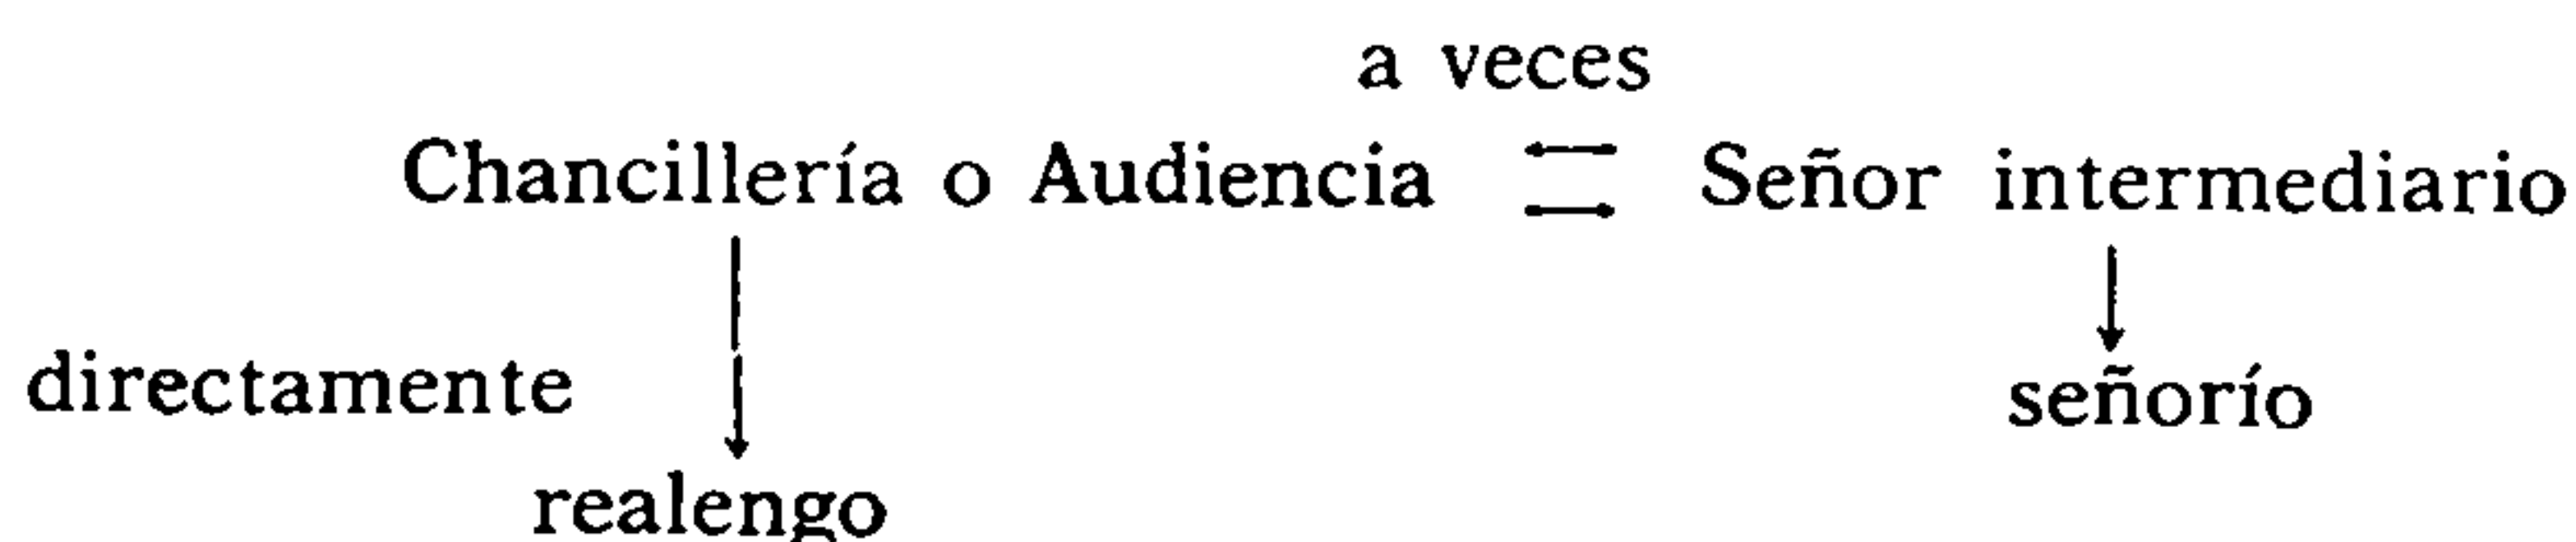 a veces
Chancillería o Audiencia Señor intermediario
directamente señorío
realengo